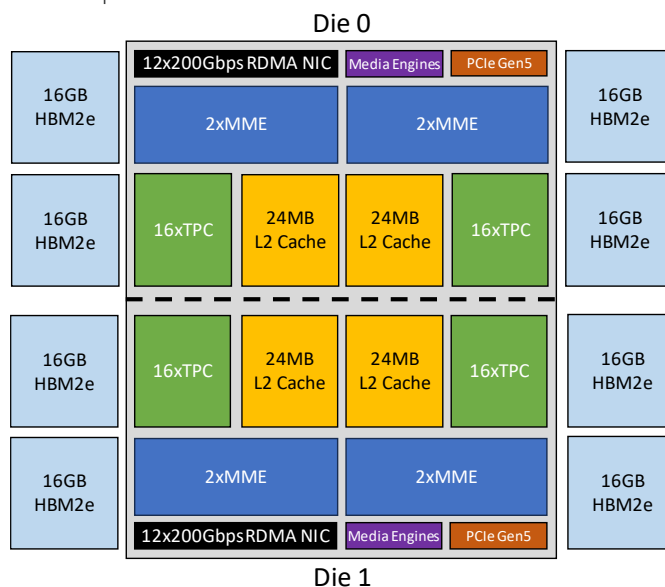 Die 0
12x200Gbps RDMA NIC
Media Engines
PCIe Gen5
16GB
HBM2e
2xMME
2xMME
16GB
HBM2e
16GB
HBM2e
16xTPC
24MB
L2 Cache
24MB
L2 Cache
16xTPC
16GB
HBM2e
16GB
HBM2e
16xTPC
24MB
L2 Cache
24MB
L2 Cache
16xTPC
16GB
HBM2e
16GB
HBM2e
2xMME
2xMME
16GB
HBM2e
12x200Gbps RDMA NIC
Media Engines
PCIe Gen5
Die 1